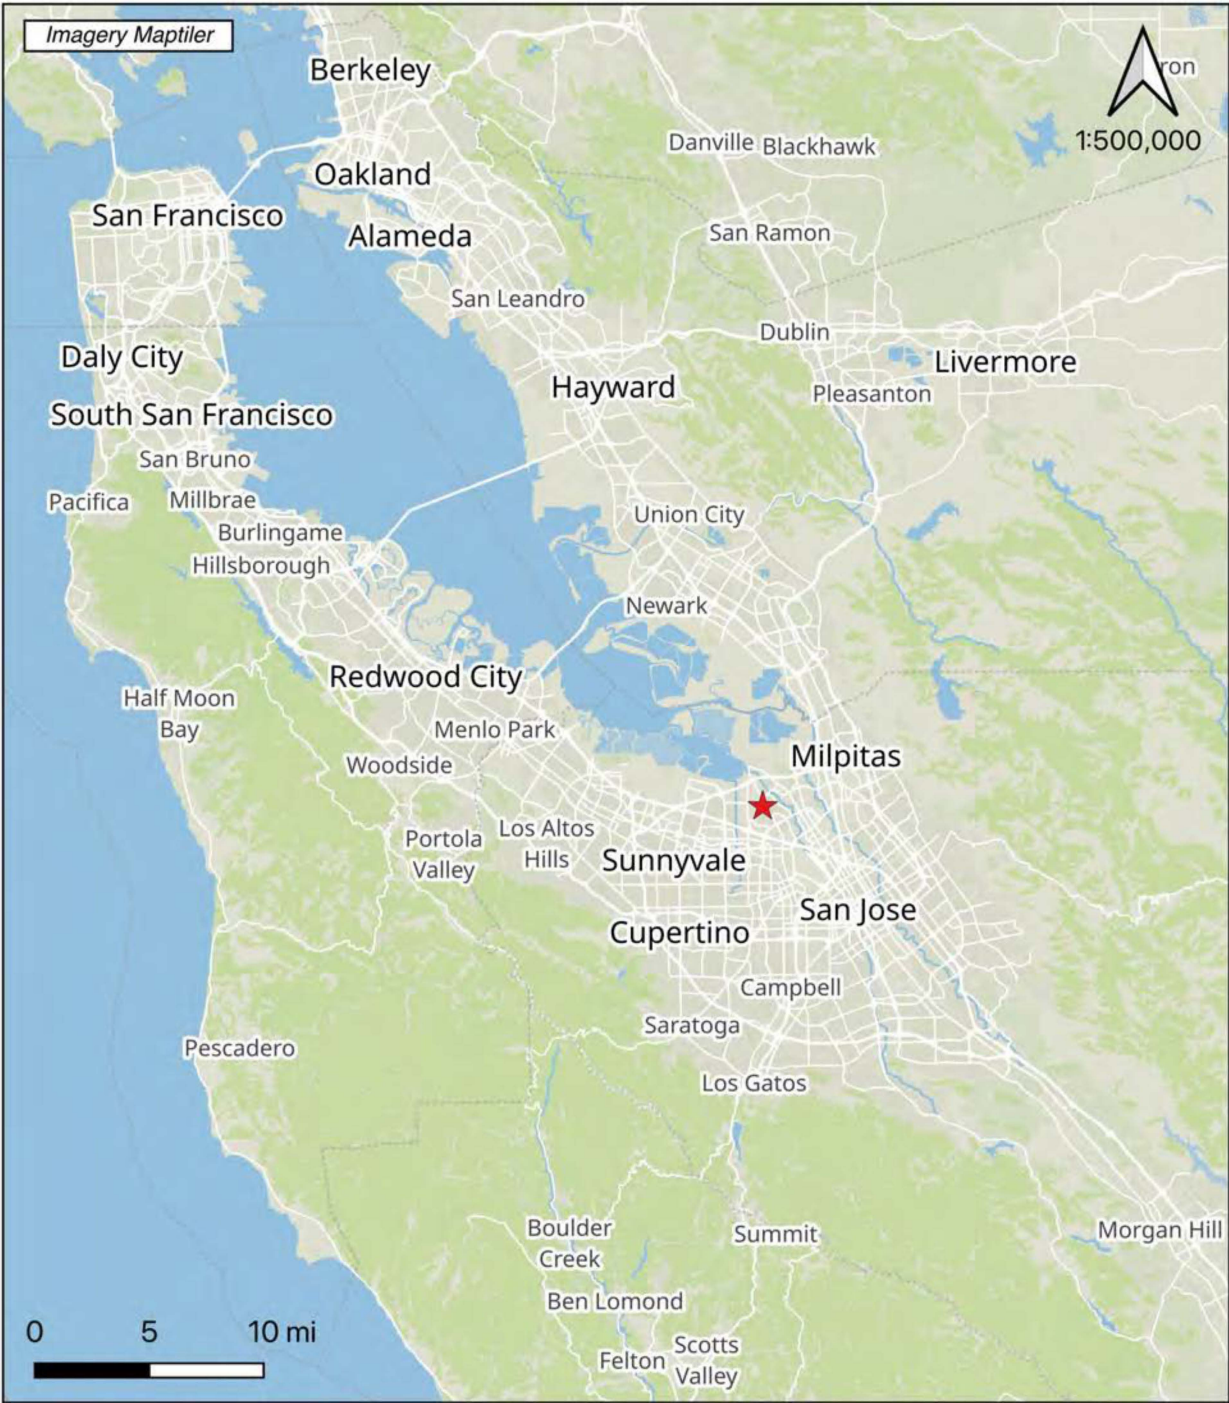 Imagery Maptiler
ron
1:500,000
Berkeley
Danville
Blackhawk
Oakland
San Francisco
Alameda
San Ramon
San Leandro
Dublin
Daly City
Livermore
Hayward
Pleasanton
South San Francisco
San Bruno
Pacifica
Millbrae
Union City
Burlingame
Hillsborough
Newark
Redwood City
Half Moon
Bay
Menlo Park
Milpitas
Woodside
Los Altos
Hills
Portola
Valley
Sunnyvale
San Jose
Cupertino
Campbell
Saratoga
Pescadero
Los Gatos
Boulder
Creek
Summit
Morgan Hill
Ben Lomond
Scotts
Valley
Felton
0 5 10 mi